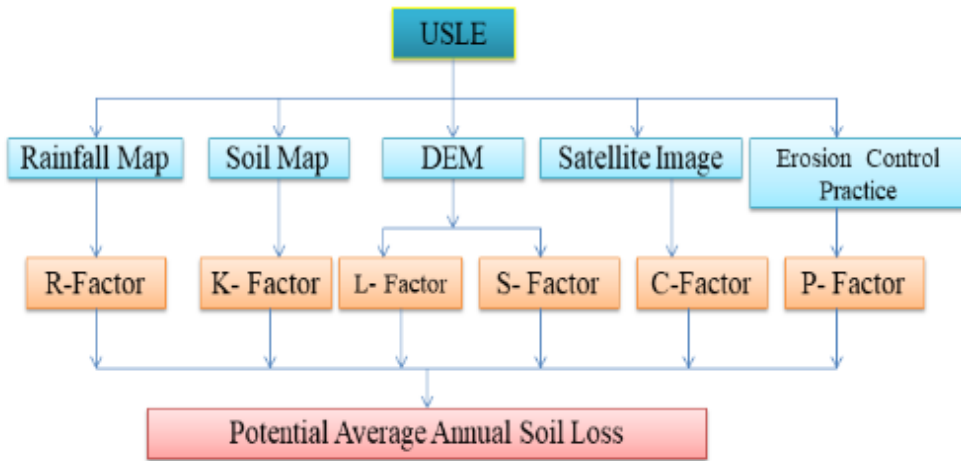 USLE
Rainfall Map
Soil Map
DEM
Satellite Image
Erosion Control
Practice
R-Factor
K- Factor
L- Factor
S- Factor
C-Factor
P- Factor
Potential Average Annual Soil Loss